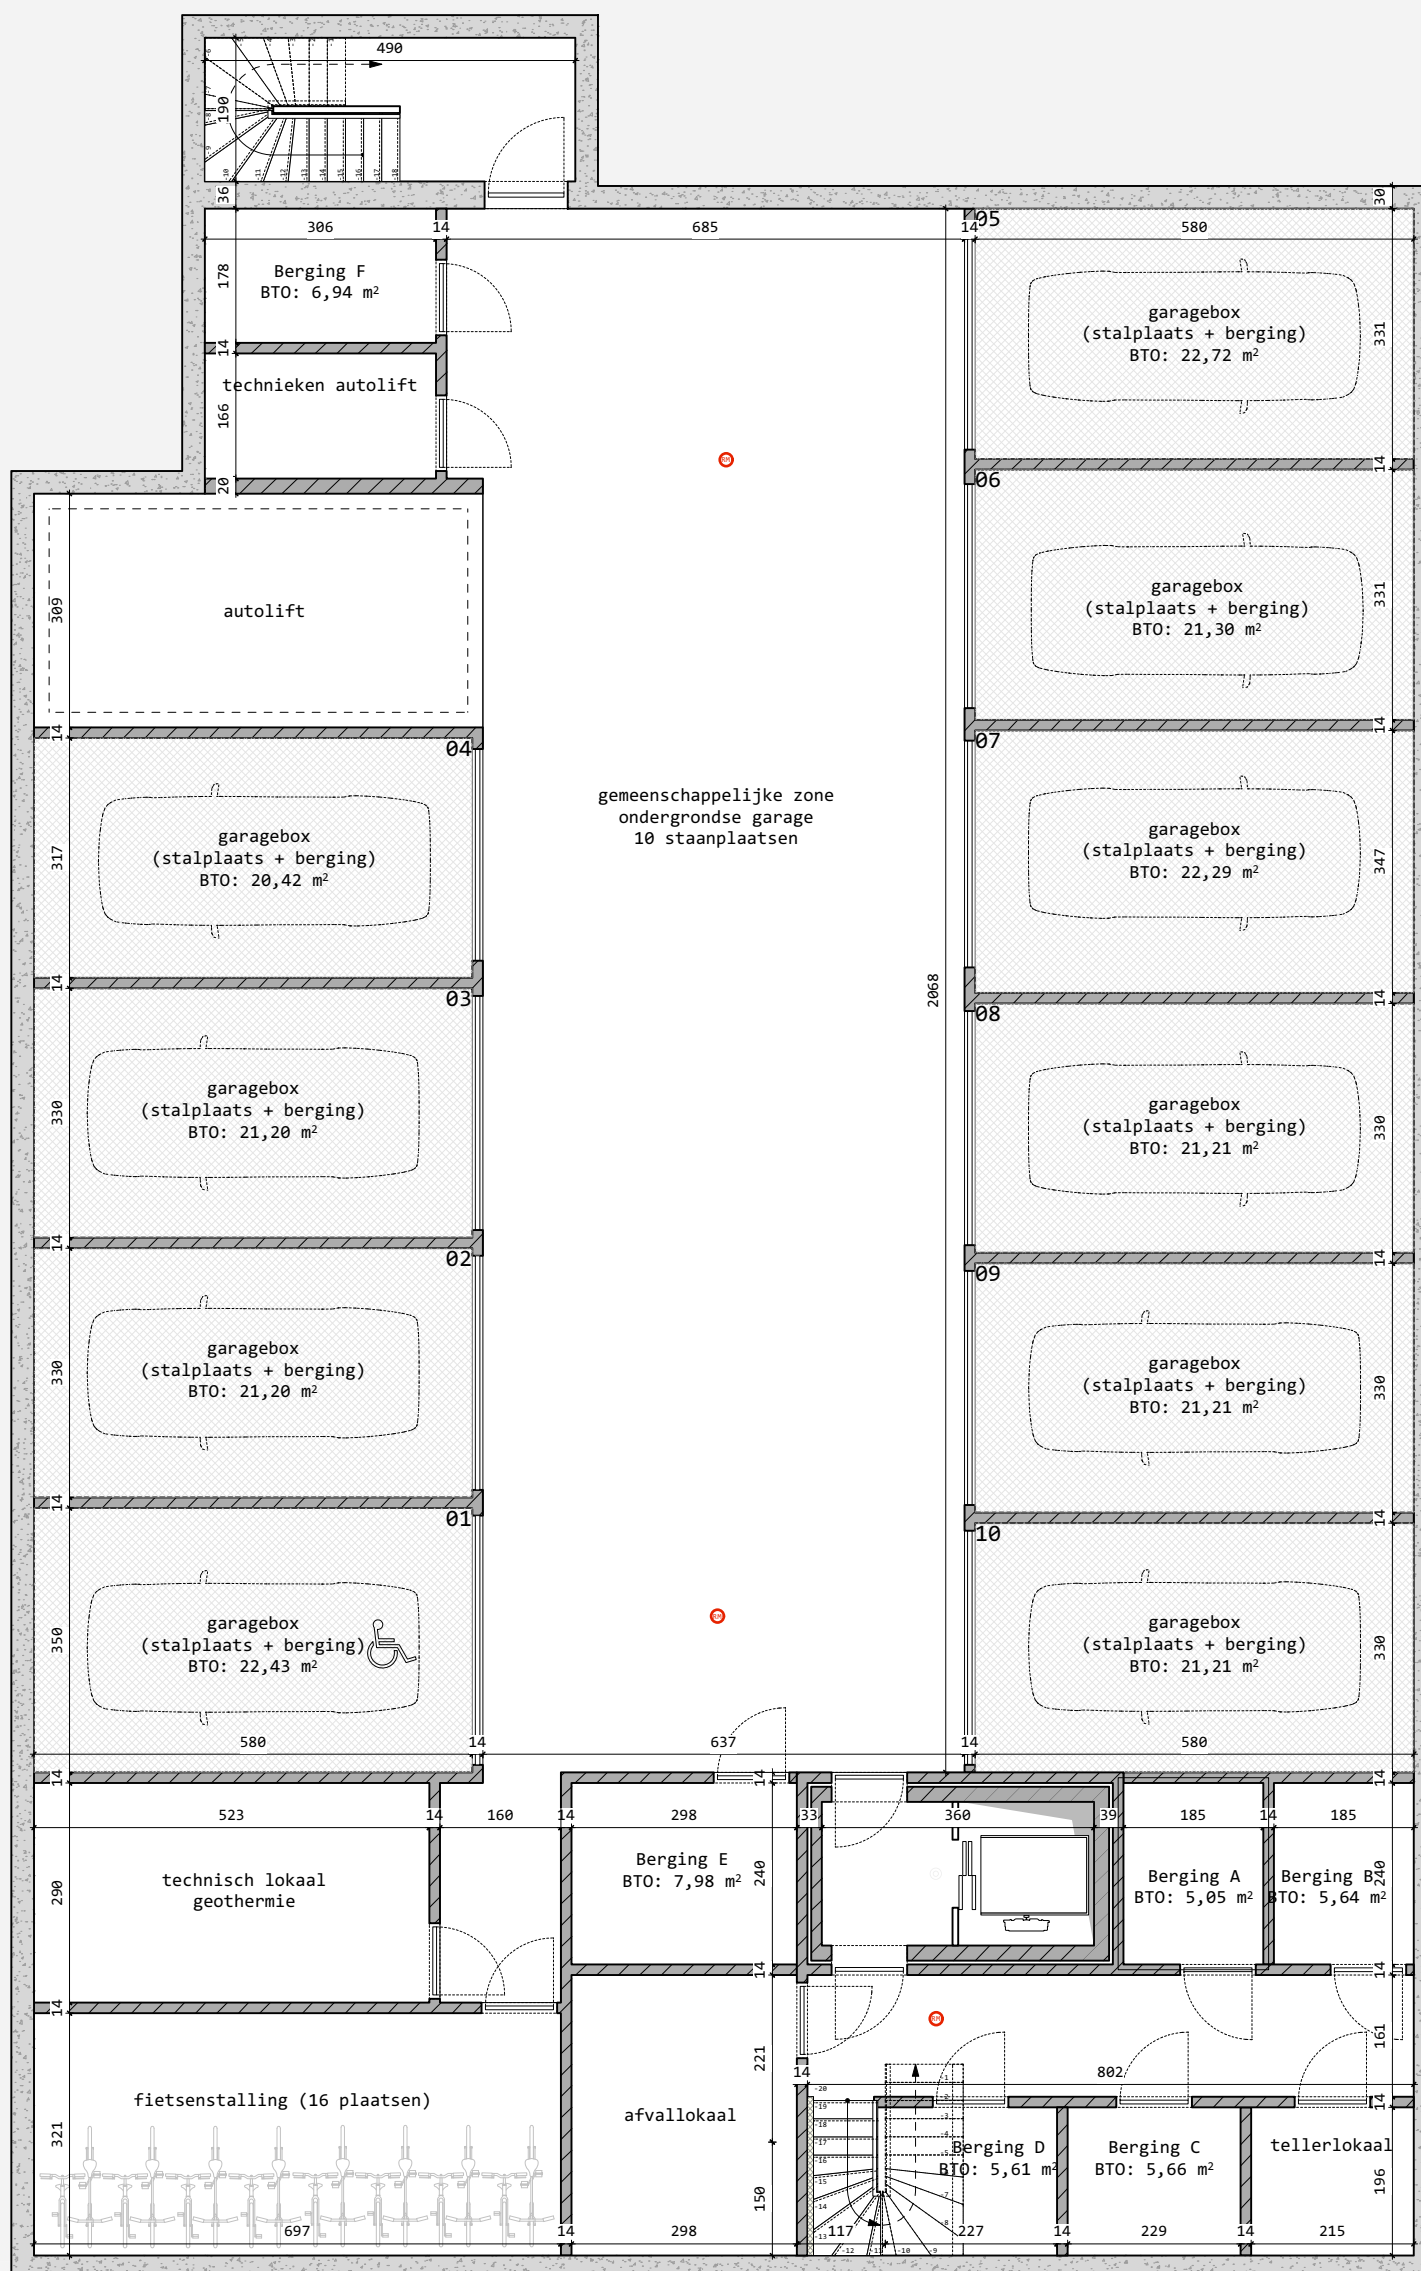 490
190
36
30
306
14
685
14
05
580
178
Berging F
BTO: 6,94 m²
garagebox
(stalplaats + berging)
BTO: 22,72 m²
331
14
technieken autolift
166
RM
14
20
06
309
autolift
garagebox
(stalplaats + berging)
BTO: 21,30 m²
331
14
14
04
07
gemeenschappelijke zone
ondergrondse garage
10 staanplaatsen
317
garagebox
(stalplaats + berging)
BTO: 20,42 m²
garagebox
(stalplaats + berging)
BTO: 22,29 m²
347
14
03
2068
14
08
330
garagebox
(stalplaats + berging)
BTO: 21,20 m²
garagebox
(stalplaats + berging)
BTO: 21,21 m²
330
14
02
14
09
330
garagebox
(stalplaats + berging)
BTO: 21,20 m²
garagebox
(stalplaats + berging)
BTO: 21,21 m²
330
14
01
14
10
350
garagebox
(stalplaats + berging)
BTO: 22,43 m²
RM
garagebox
(stalplaats + berging)
BTO: 21,21 m²
330
580
14
637
14
580
14
14
14
523
14
160
14
298
33
360
39
185
14
185
290
technisch lokaal
geothermie
Berging E
BTO: 7,98 m²
240
Berging A
BTO: 5,05 m²
Berging B
BTO: 5,64 m²
240
14
14
14
RM
221
161
14
802
14
321
fietsenstalling (16 plaatsen)
afvallokaal
Berging D
BTO: 5,61 m²
Berging C
BTO: 5,66 m²
tellerlokaal
150
196
697
14
298
117
227
14
229
14
215